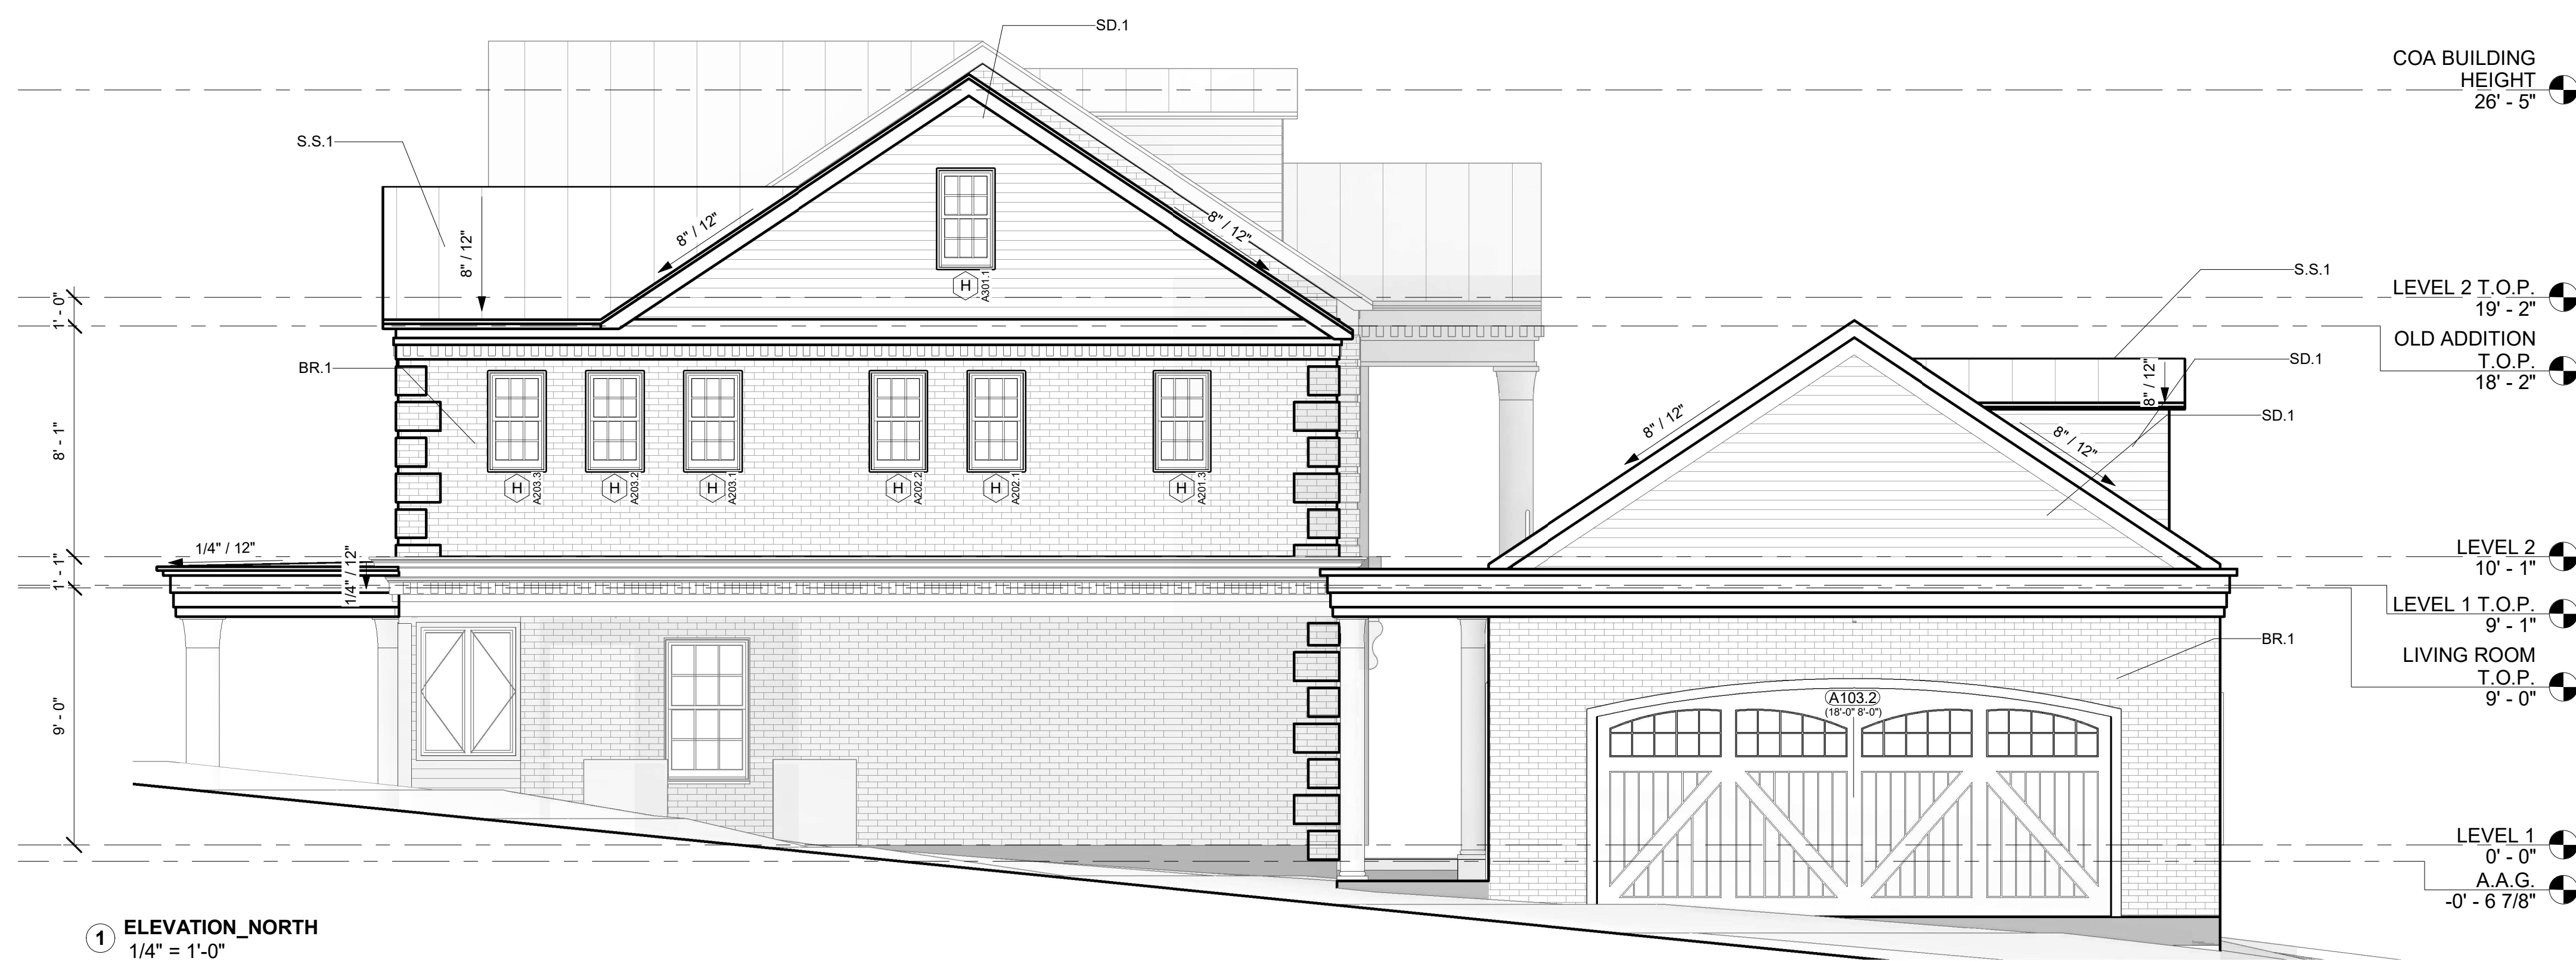 SD.1
COA BUILDING
HEIGHT
26' - 5"
S.S.1
8" / 12"
8" / 12"
8" / 12"
H
A301.1
S.S.1
1' - 0"
LEVEL 2 T.O.P.
19' - 2"
OLD ADDITION
T.O.P.
18' - 2"
BR.1
SD.1
8" / 12"
8" / 12"
8" / 12"
SD.1
8' - 1"
H
A203.3
H
A203.2
H
A203.1
H
A202.2
H
A202.1
H
A201.3
1/4" / 12"
1/4" / 12"
1' - 1"
LEVEL 2
10' - 1"
LEVEL 1 T.O.P.
9' - 1"
BR.1
LIVING ROOM
T.O.P.
9' - 0"
A103.2
(18'-0" 8'-0")
9' - 0"
LEVEL 1
0' - 0"
A.A.G.
-0' - 6 7/8"
1
ELEVATION_NORTH
1/4" = 1'-0"